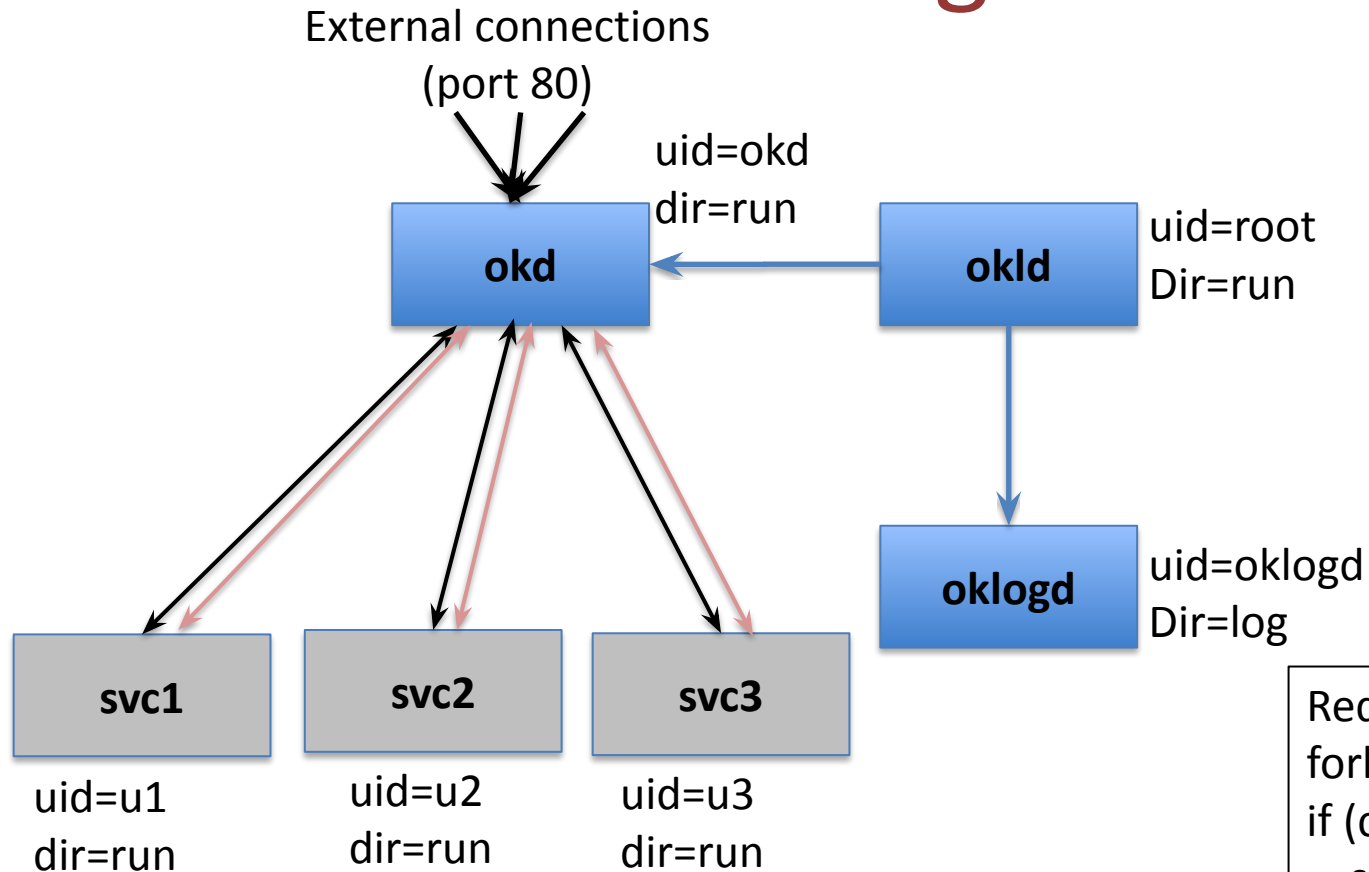 External connections
(port 80)
uid=okd
dir=run
okd
okld
uid=root
Dir=run
oklogd
uid=oklogd
Dir=log
svc1
svc2
svc3
uid=u1
dir=run
uid=u2
dir=run
uid=u3
dir=run
if (